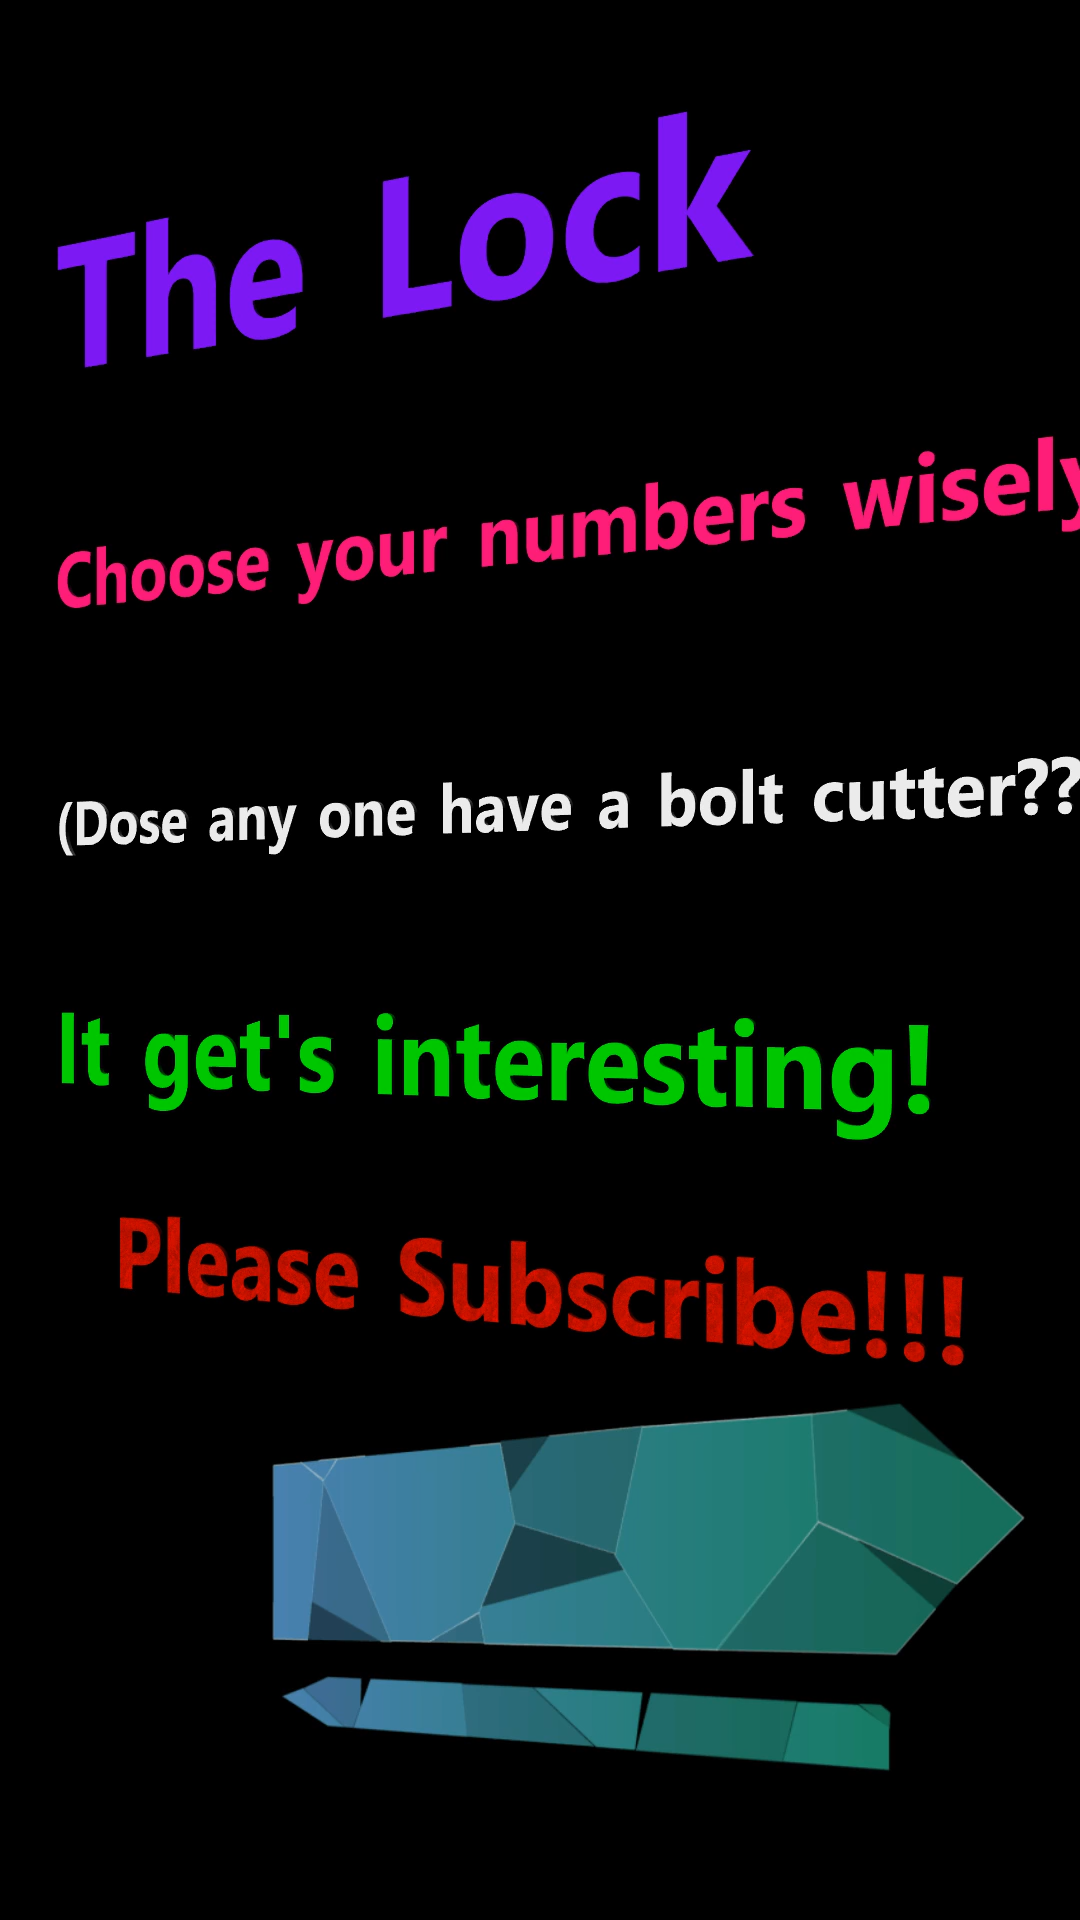 The Lock
Choose your numbers wisely
(Dose any one have a bolt cutter??
It get's interesting!
Please Subscribe!!!